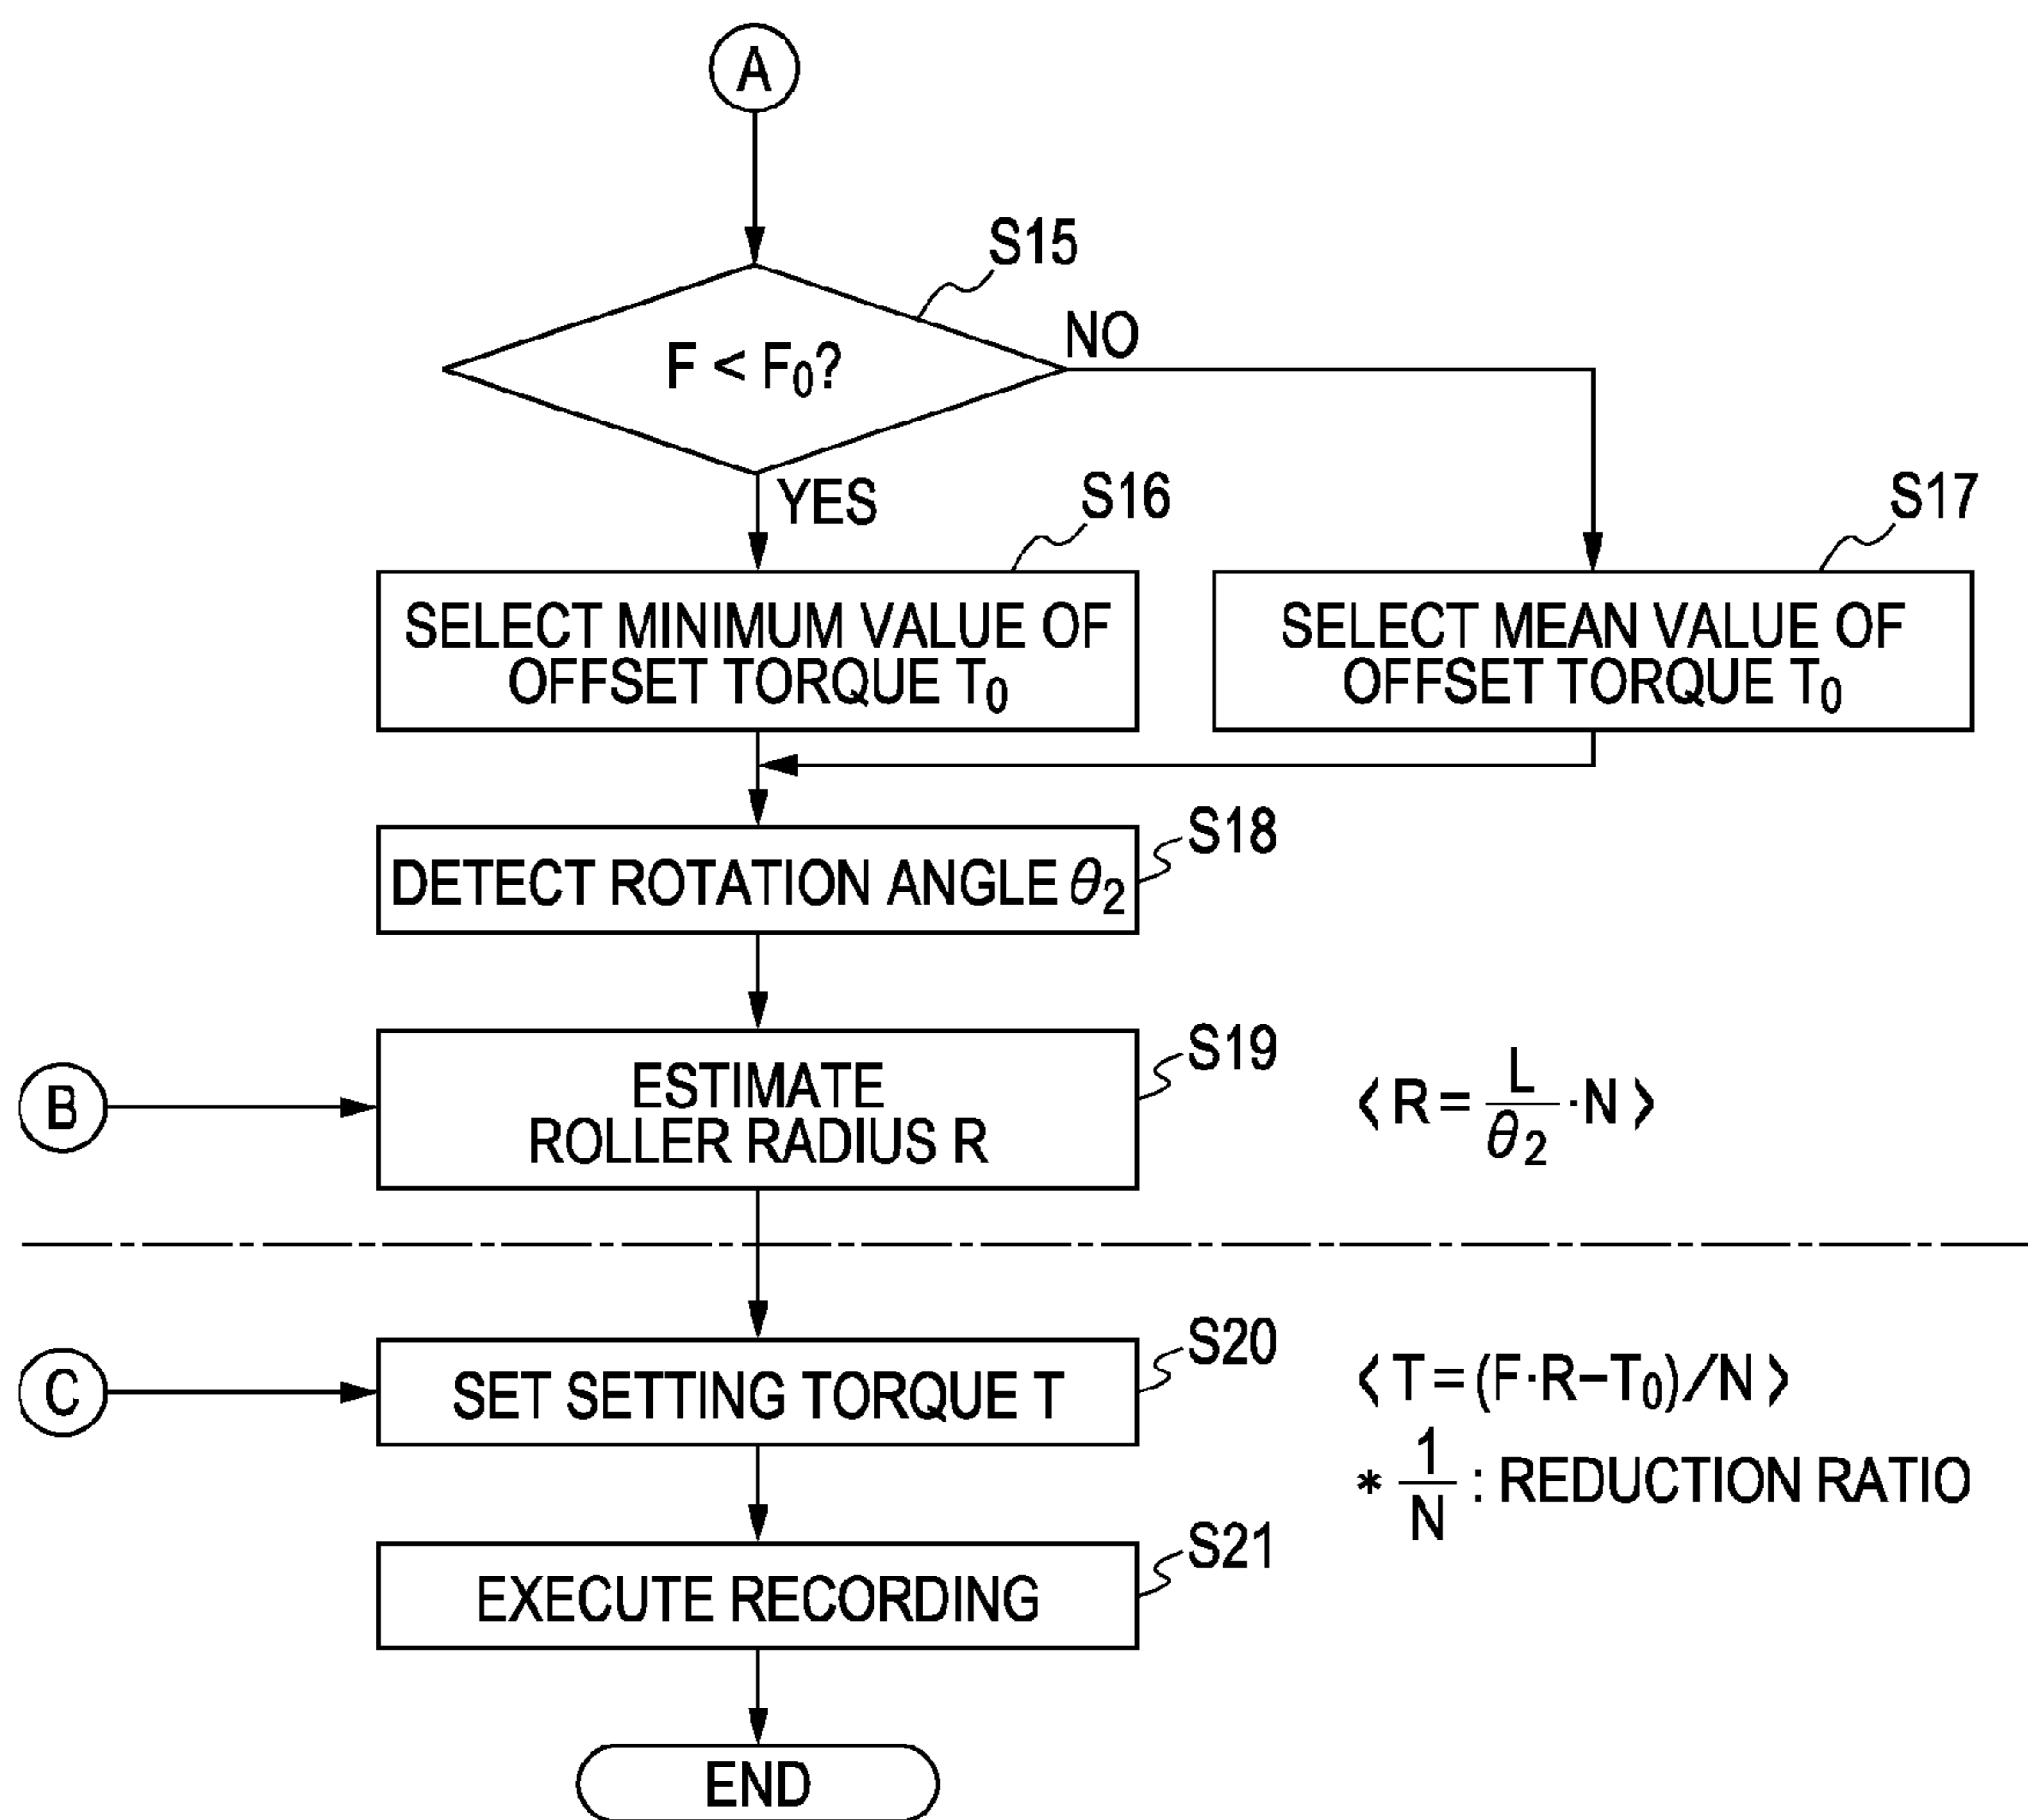 A
S15
F < F₀?
NO
YES
S16
S17
SELECT MINIMUM VALUE OF
OFFSET TORQUE T₀
SELECT MEAN VALUE OF
OFFSET TORQUE T₀
S18
DETECT ROTATION ANGLE θ₂
S19
B
ESTIMATE
ROLLER RADIUS R
⟨ R = L/θ₂ · N ⟩
S20
C
SET SETTING TORQUE T
⟨ T = (F·R−T₀)/N ⟩
* 1/N : REDUCTION RATIO
S21
EXECUTE RECORDING
END